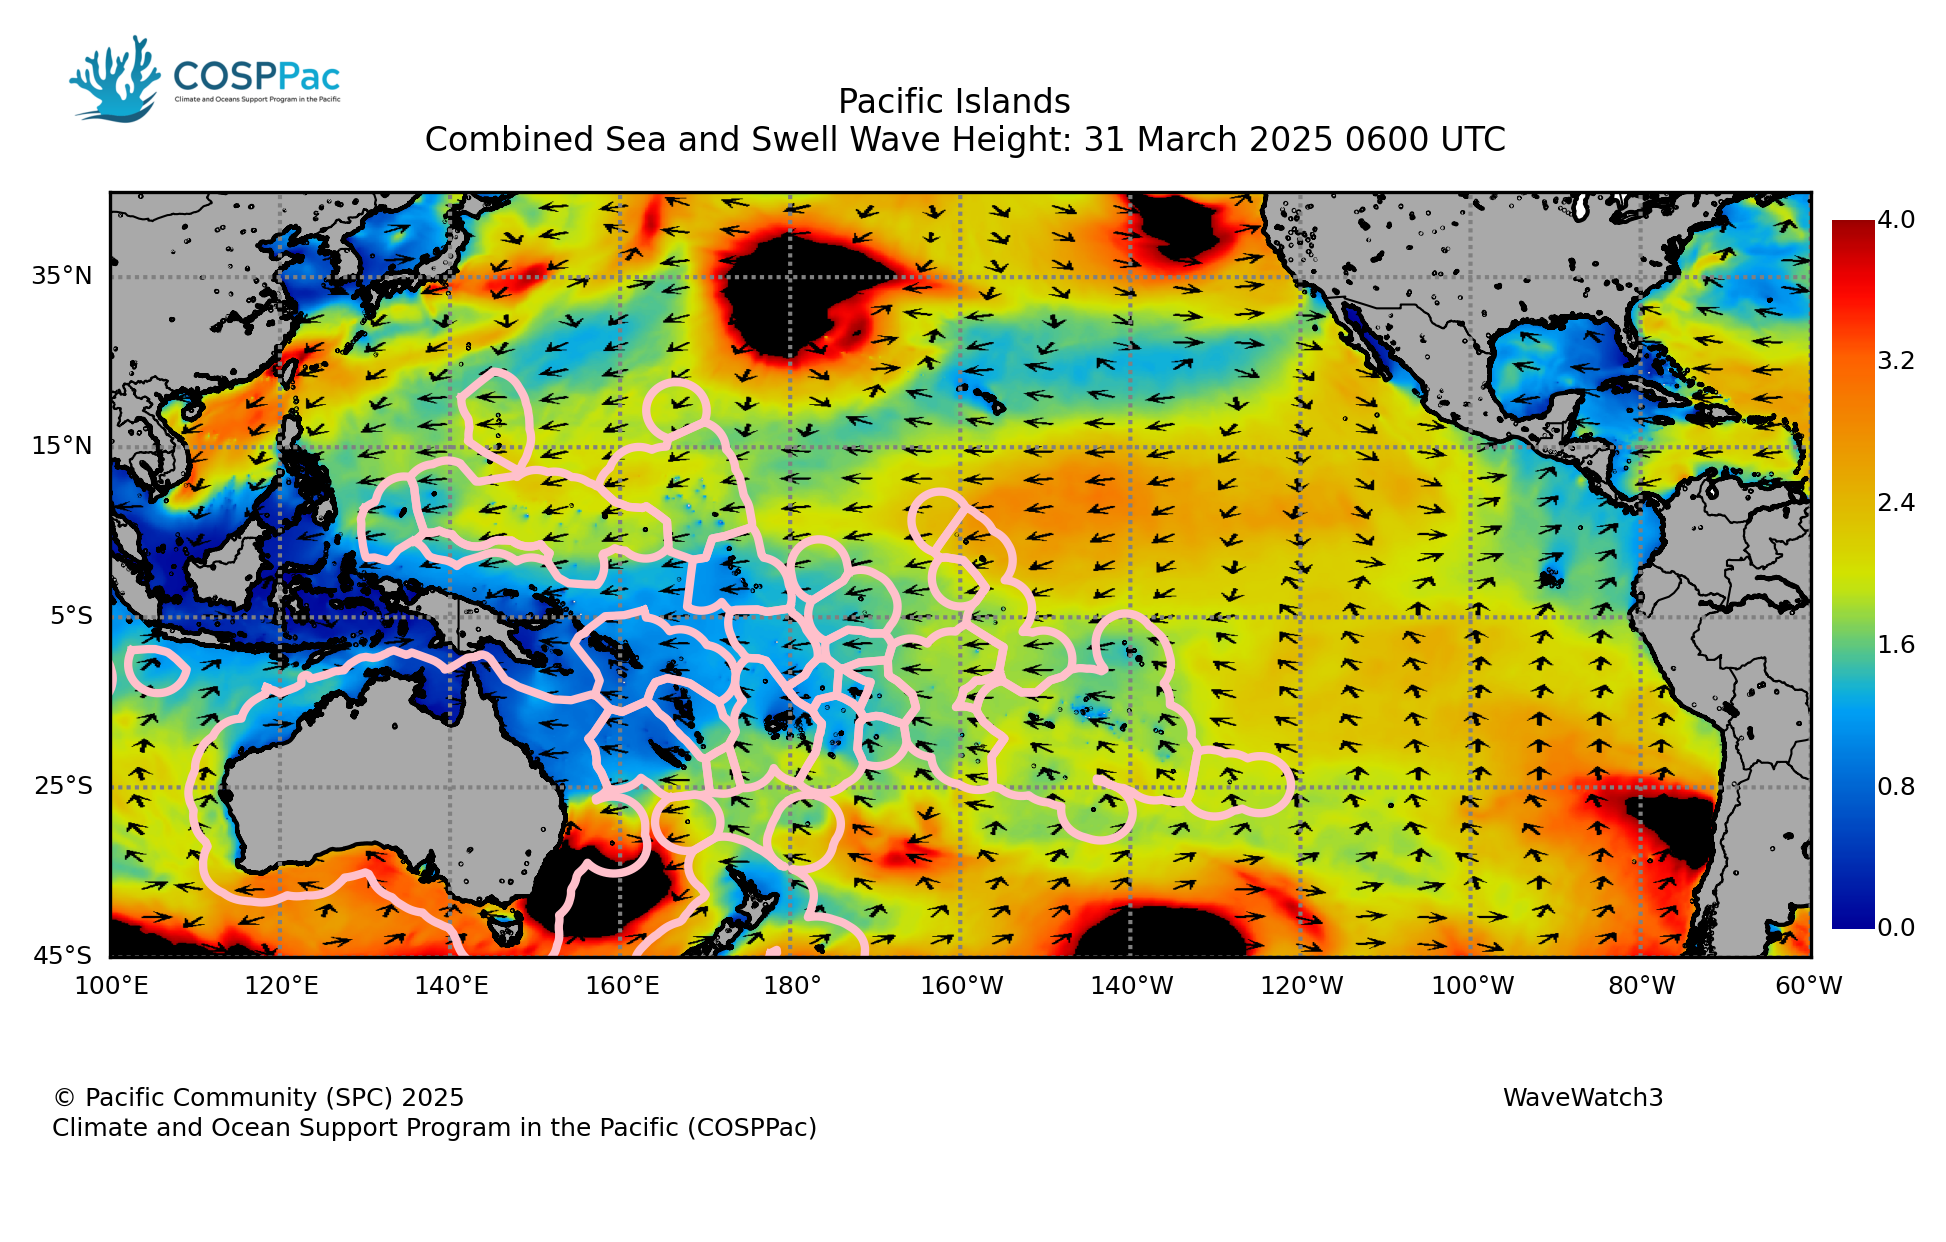 COSPPac
Climate and Oceans Support Program in the Pacific
Pacific Islands
Combined Sea and Swell Wave Height: 31 March 2025 0600 UTC
35°N
15°N
5°S
25°S
45°S
100°E 120°E 140°E 160°E 180° 160°W 140°W 120°W 100°W 80°W 60°W
4.0
3.2
2.4
1.6
0.8
0.0
© Pacific Community (SPC) 2025
Climate and Ocean Support Program in the Pacific (COSPPac)
WaveWatch3